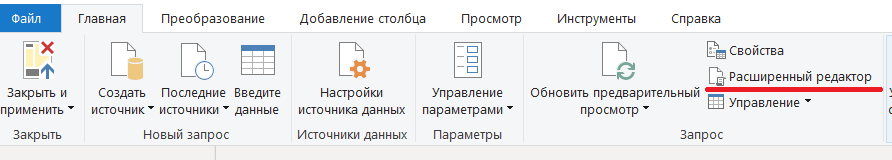 Файл Главная Преобразование Добавление столбца Просмотр Инструменты Справка
Закрыть и применить
Создать источник
Последние источники
Введите данные
Настройки источника данных
Управление параметрами
Обновить предварительный просмотр
Свойства
Расширенный редактор
Управление
Закрыть Новый запрос Источники данных Параметры Запрос